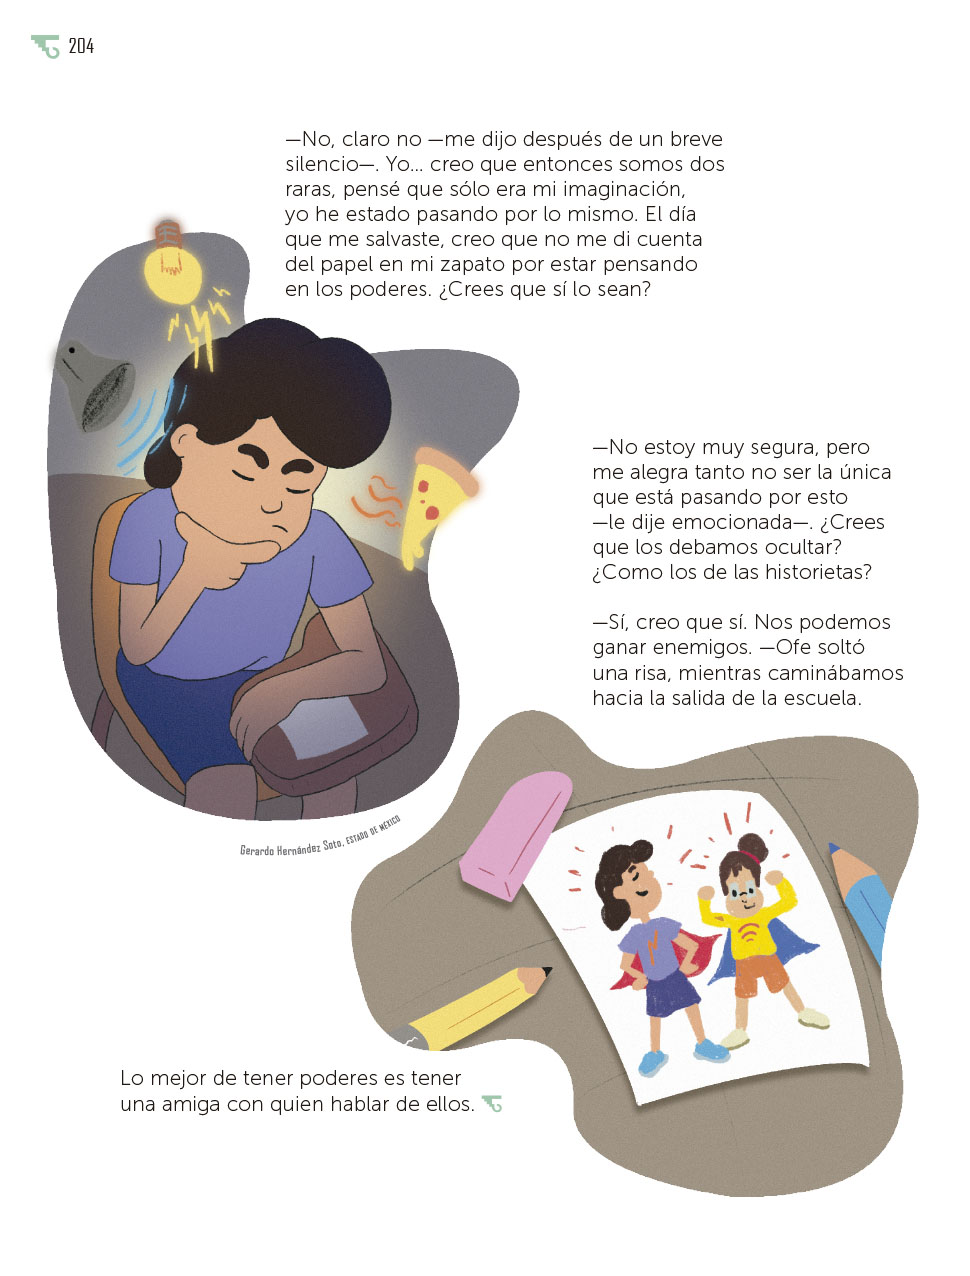 204
—No, claro no —me dijo después de un breve
silencio—. Yo... creo que entonces somos dos
raras, pensé que sólo era mi imaginación,
yo he estado pasando por lo mismo. El día
que me salvaste, creo que no me di cuenta
del papel en mi zapato por estar pensando
en los poderes. ¿Crees que sí lo sean?
—No estoy muy segura, pero
me alegra tanto no ser la única
que está pasando por esto
—le dije emocionada—. ¿Crees
que los debamos ocultar?
¿Como los de las historietas?
—Sí, creo que sí. Nos podemos
ganar enemigos. —Ofe soltó
una risa, mientras caminábamos
hacia la salida de la escuela.
Gerardo Hernández Soto, ESTADO DE MÉXICO
Lo mejor de tener poderes es tener
una amiga con quien hablar de ellos.